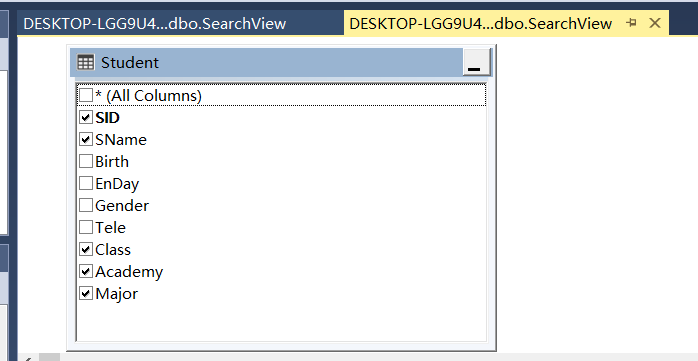 DESKTOP-LGG9U4...dbo.SearchView
DESKTOP-LGG9U4...dbo.SearchView
Student
* (All Columns)
SID
SName
Birth
EnDay
Gender
Tele
Class
Academy
Major